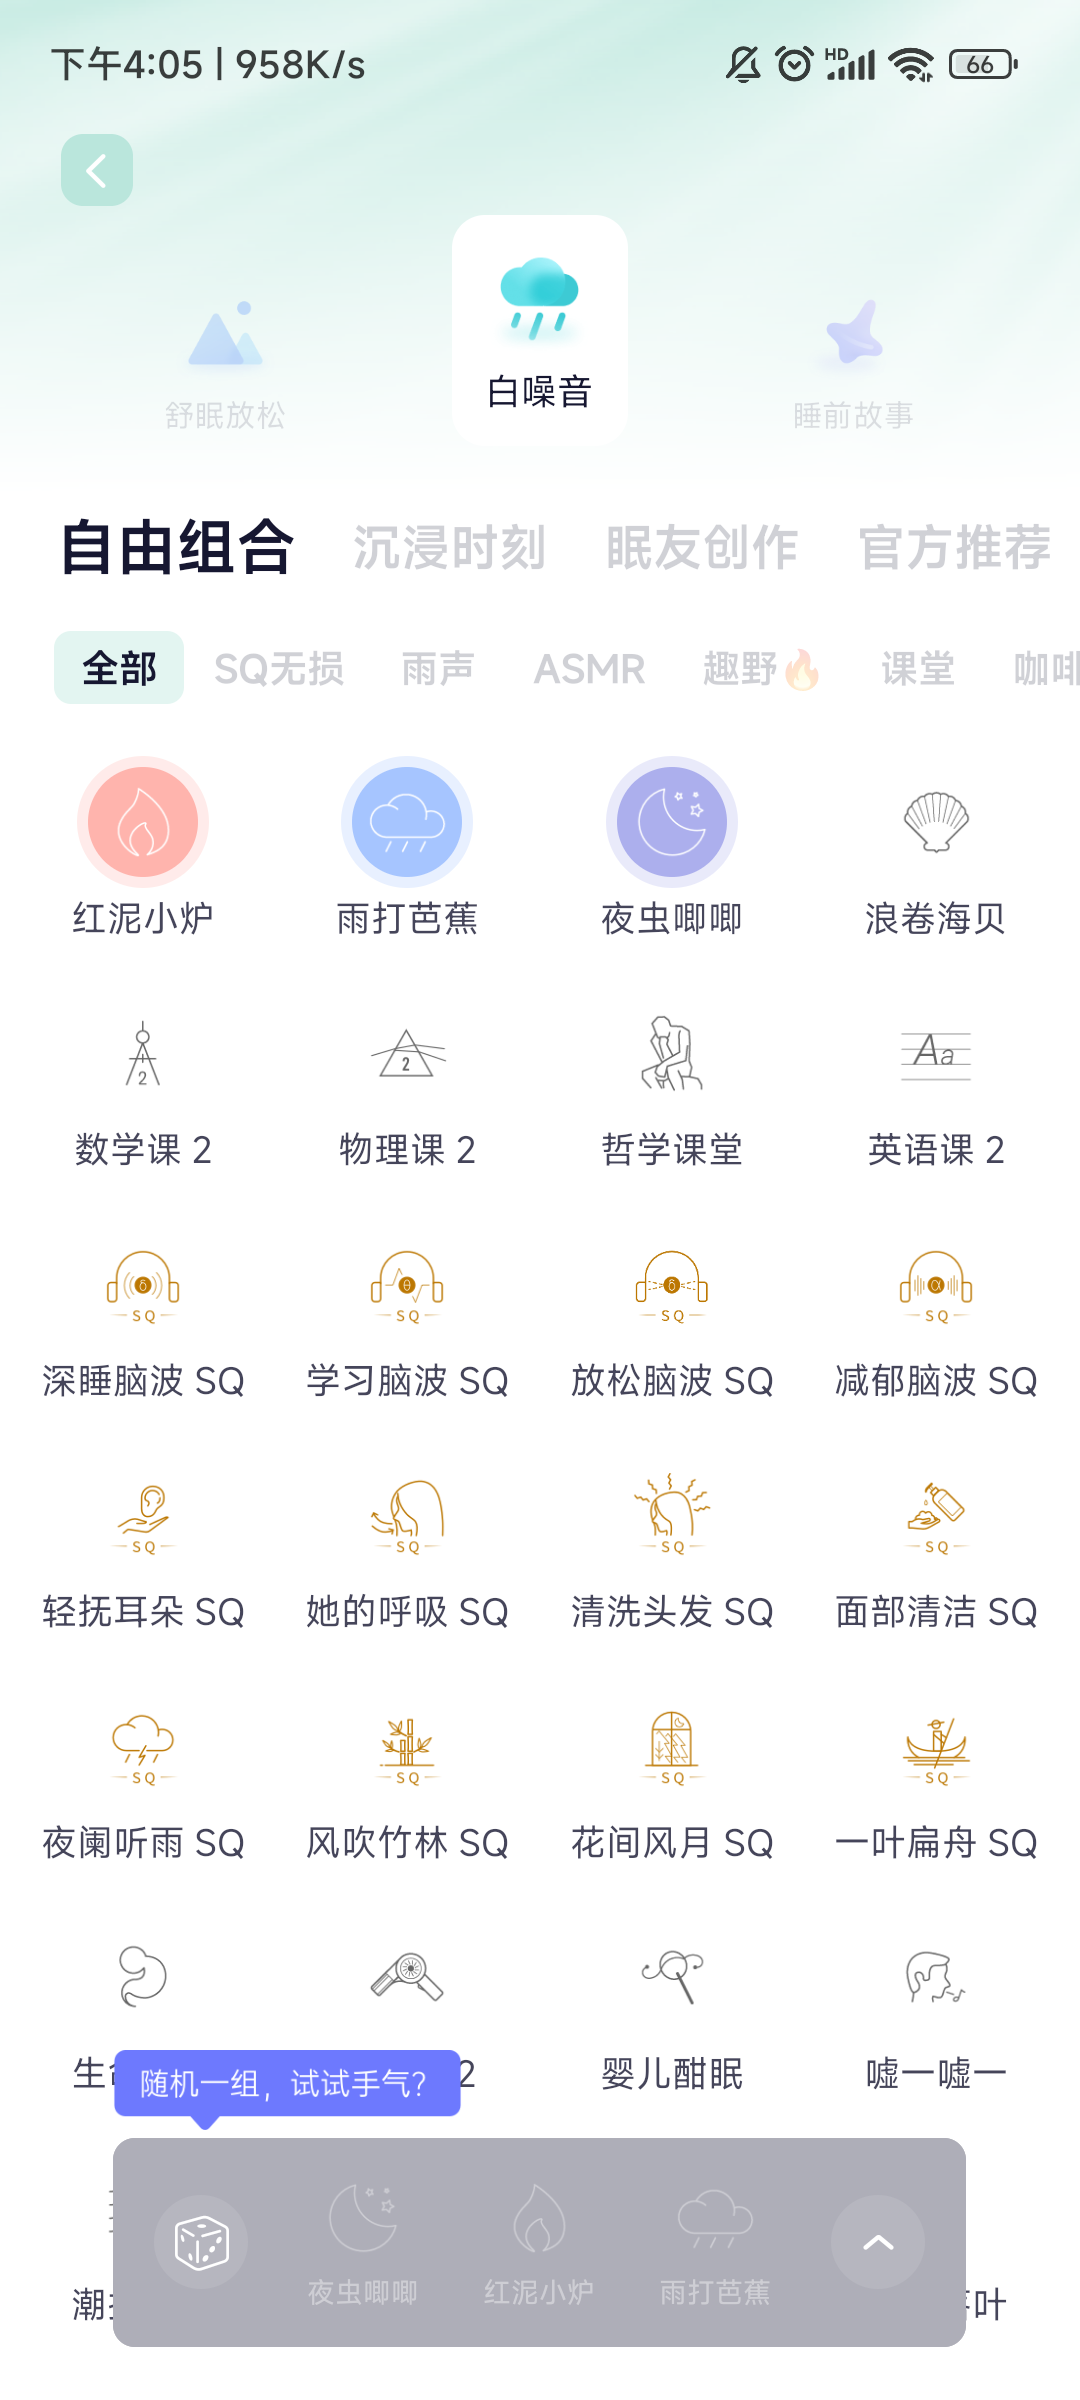 下午4:05 | 958K/s
HD
66
舒眠放松
白噪音
睡前故事
自由组合 沉浸时刻 眠友创作 官方推荐
全部 SQ无损 雨声 ASMR 趣野🔥 课堂 咖啡
红泥小炉 雨打芭蕉 夜虫唧唧 浪卷海贝
2 2 Aa
数学课 2 物理课 2 哲学课堂 英语课 2
δ θ δ α
SQ SQ SQ SQ
深睡脑波 SQ 学习脑波 SQ 放松脑波 SQ 减郁脑波 SQ
SQ SQ SQ SQ
轻抚耳朵 SQ 她的呼吸 SQ 清洗头发 SQ 面部清洁 SQ
SQ SQ SQ SQ
夜阑听雨 SQ 风吹竹林 SQ 花间风月 SQ 一叶扁舟 SQ
生 2 婴儿酣眠 嘘一嘘一
随机一组，试试手气？
夜虫唧唧 红泥小炉 雨打芭蕉
潮 叶